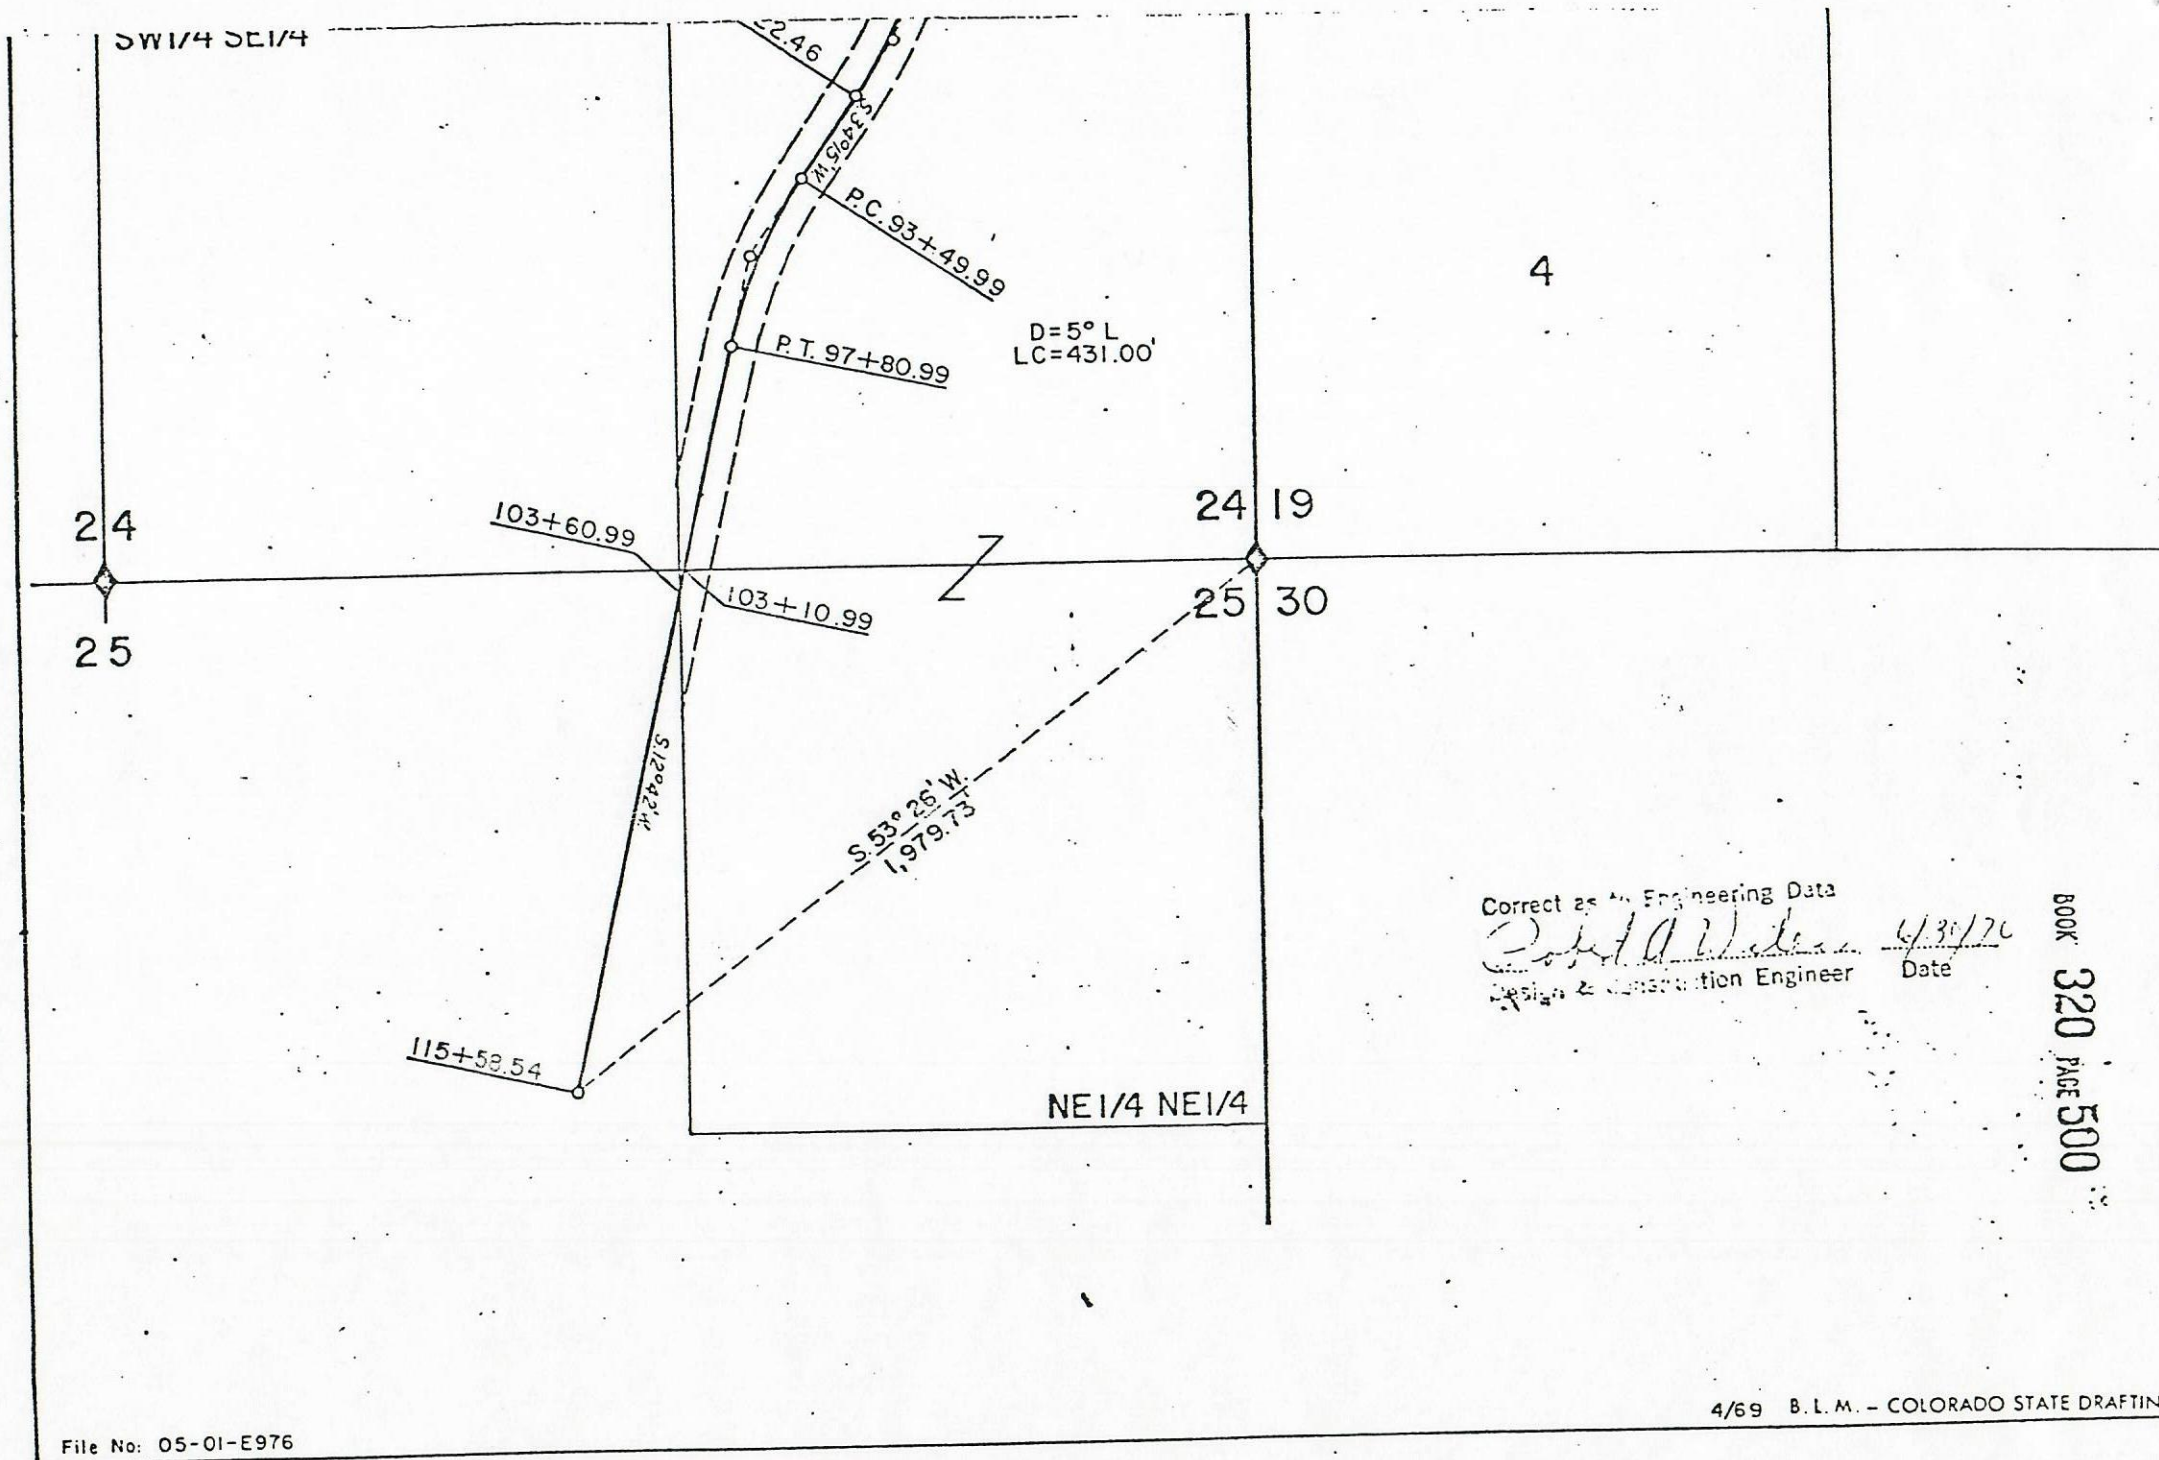 SW1/4 SE1/4
22.46
S.34°15'W.
P.C. 93+49.99
4
D=5° L
LC=431.00'
P.T. 97+80.99
24 19
103+60.99
24
103+10.99
25 30
25
S.12°42'W.
S.53°26'W.
1,979.73'
Correct as to Engineering Data
Robert A
Design & Construction Engineer Date
BOOK 320 PAGE 500
115+58.54
NE1/4 NE1/4
4/69 B.L.M. – COLORADO STATE DRAFTIN
File No: 05-01-E976